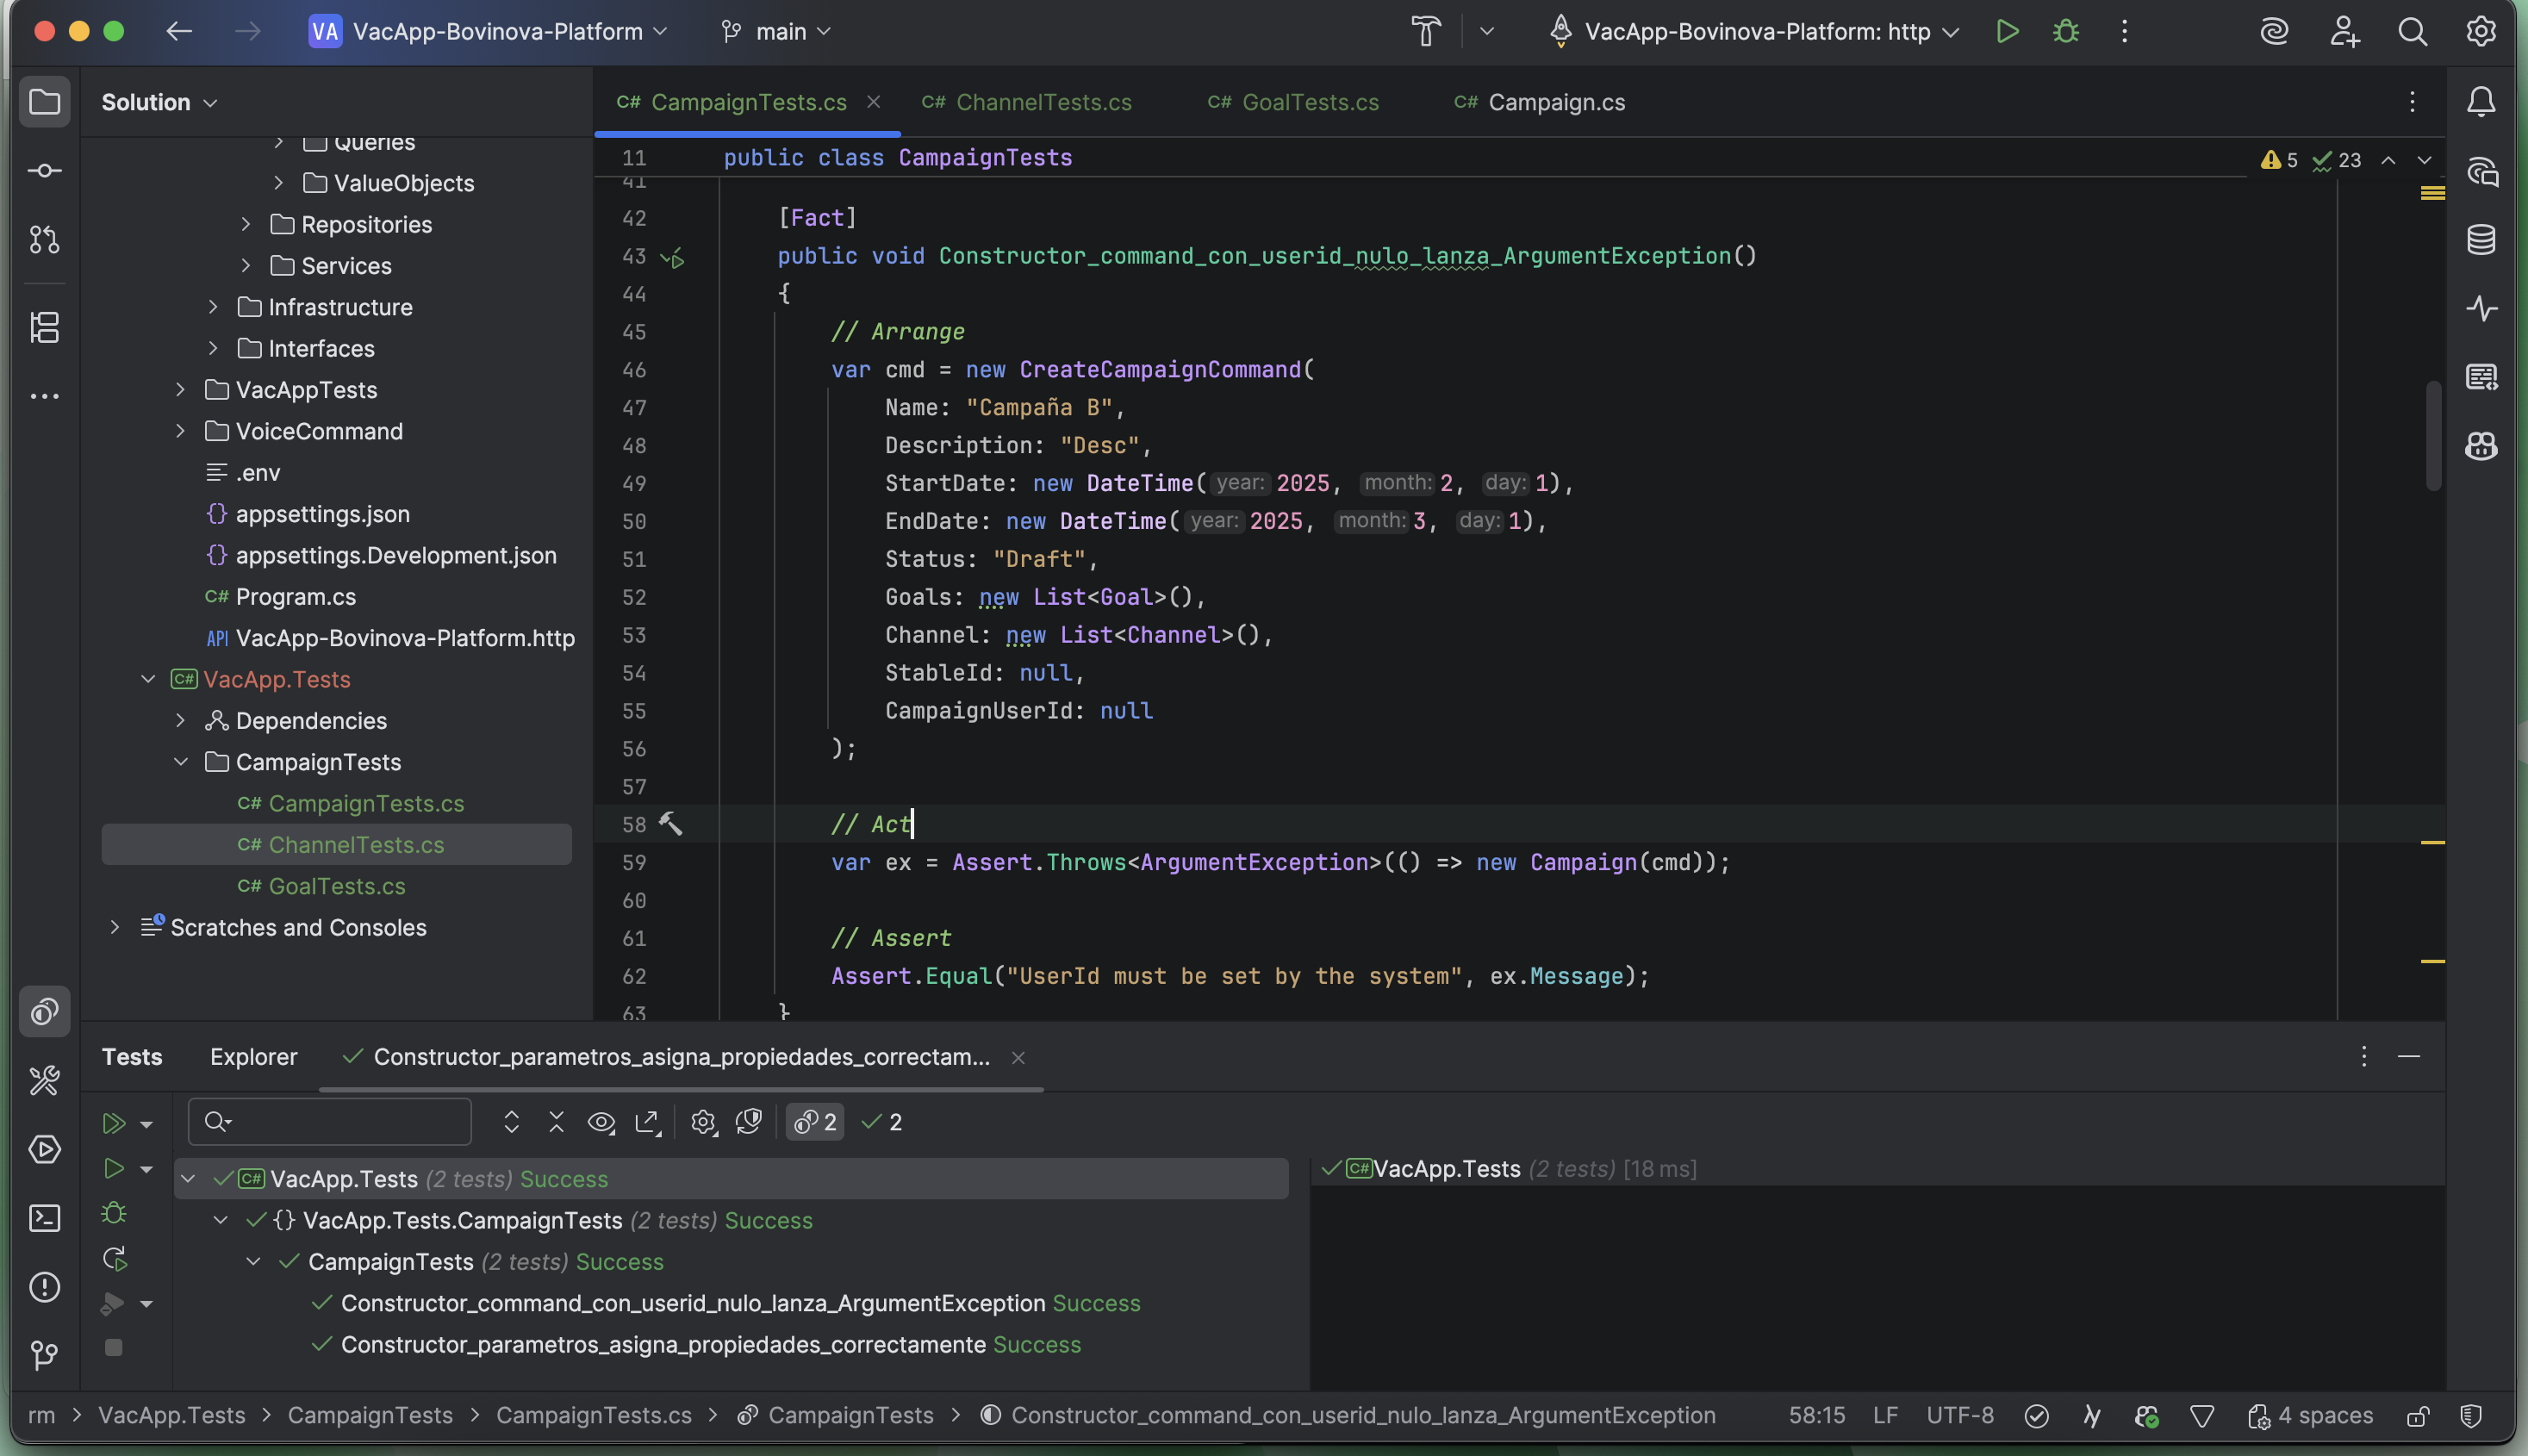 VA VacApp-Bovinova-Platform main VacApp-Bovinova-Platform: http
Solution
Queries
ValueObjects
Repositories
Services
Infrastructure
Interfaces
VacAppTests
VoiceCommand
.env
{} appsettings.json
{} appsettings.Development.json
C# Program.cs
API VacApp-Bovinova-Platform.http
C# VacApp.Tests
Dependencies
CampaignTests
C# CampaignTests.cs
C# ChannelTests.cs
C# GoalTests.cs
Scratches and Consoles
C# CampaignTests.cs C# ChannelTests.cs C# GoalTests.cs C# Campaign.cs
11 public class CampaignTests 5 23
41
42 [Fact]
43 public void Constructor_command_con_userid_nulo_lanza_ArgumentException()
44 {
45 // Arrange
46 var cmd = new CreateCampaignCommand(
47 Name: "Campaña B",
48 Description: "Desc",
49 StartDate: new DateTime( year: 2025, month: 2, day: 1),
50 EndDate: new DateTime( year: 2025, month: 3, day: 1),
51 Status: "Draft",
52 Goals: new List<Goal>(),
53 Channel: new List<Channel>(),
54 StableId: null,
55 CampaignUserId: null
56 );
57
58 // Act
59 var ex = Assert.Throws<ArgumentException>(() => new Campaign(cmd));
60
61 // Assert
62 Assert.Equal("UserId must be set by the system", ex.Message);
63 }
Tests Explorer Constructor_parametros_asigna_propiedades_correctam...
2 2
C# VacApp.Tests (2 tests) Success
{} VacApp.Tests.CampaignTests (2 tests) Success
CampaignTests (2 tests) Success
Constructor_command_con_userid_nulo_lanza_ArgumentException Success
Constructor_parametros_asigna_propiedades_correctamente Success
C# VacApp.Tests (2 tests) [18 ms]
rm > VacApp.Tests > CampaignTests > CampaignTests.cs > CampaignTests > Constructor_command_con_userid_nulo_lanza_ArgumentException 58:15 LF UTF-8 4 spaces